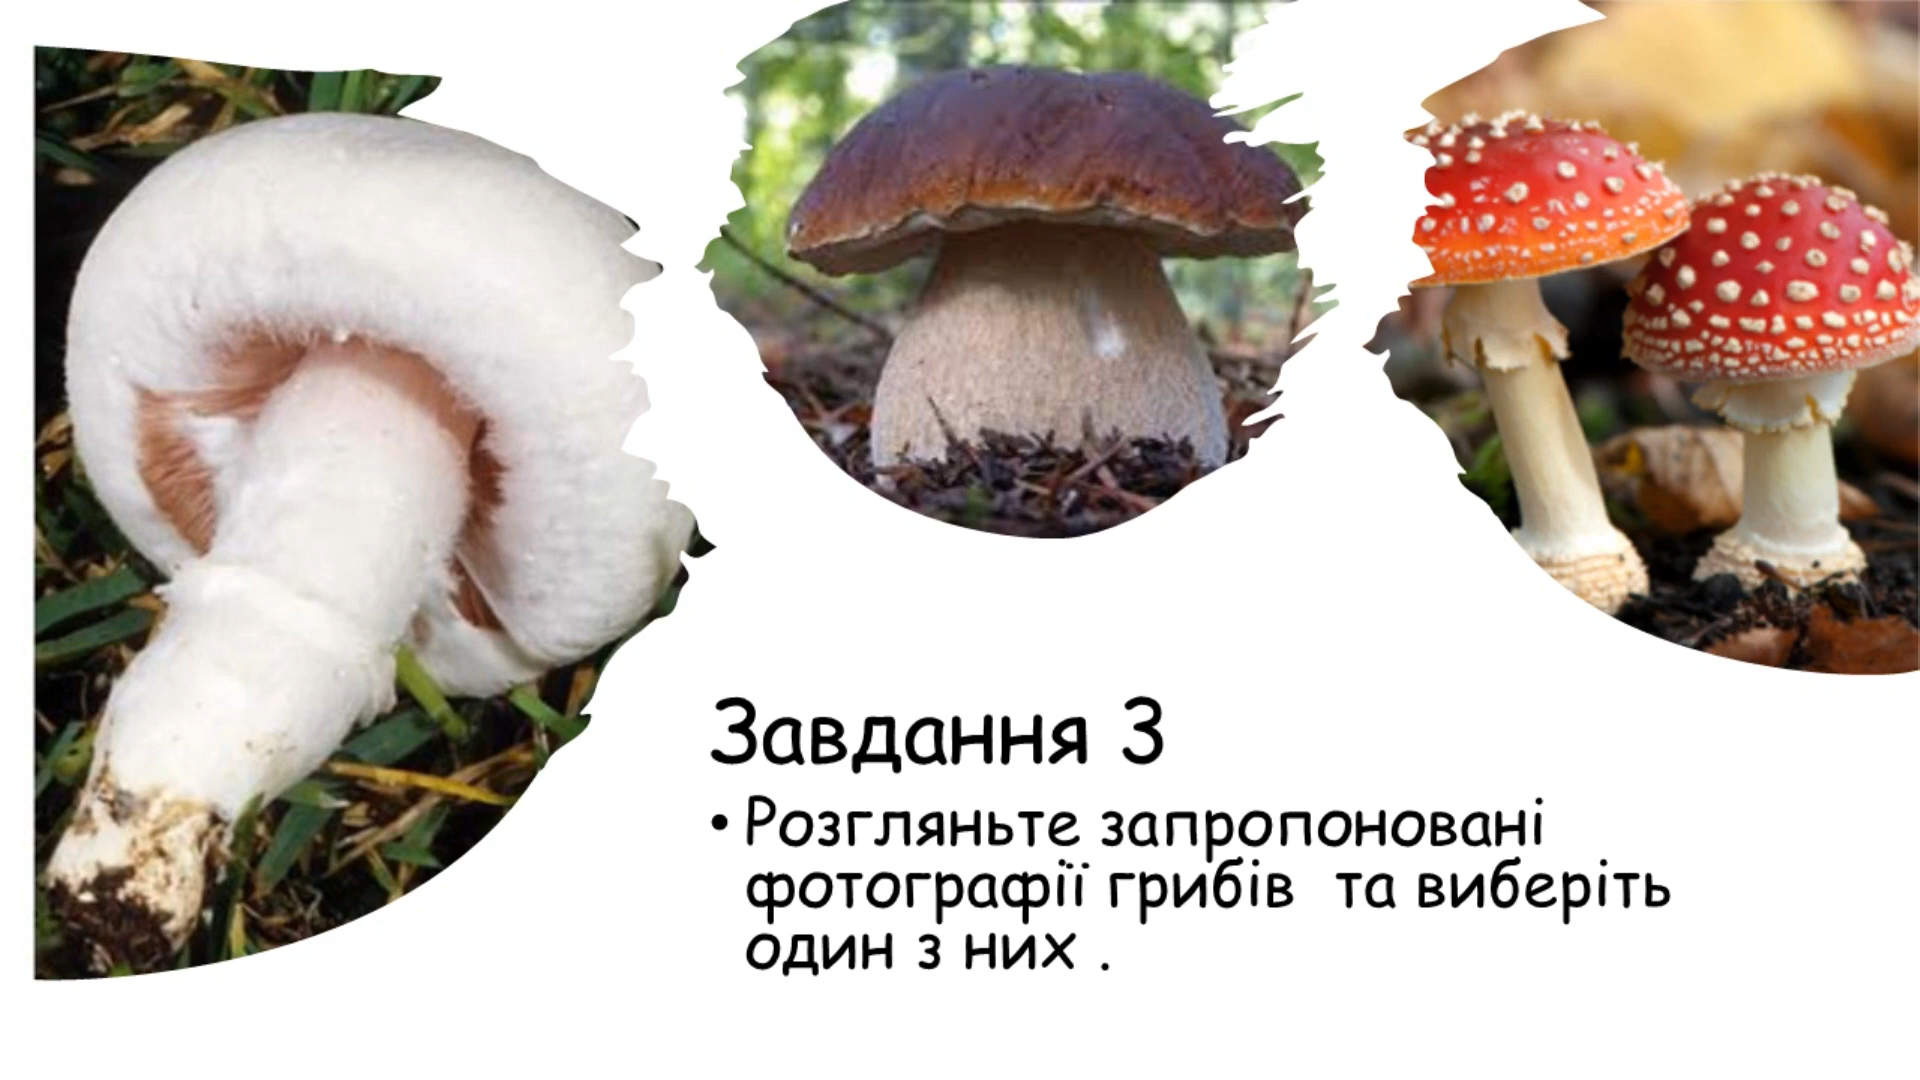 Завдання 3
• Розгляньте запропоновані
фотографії грибів  та виберіть
один з них .